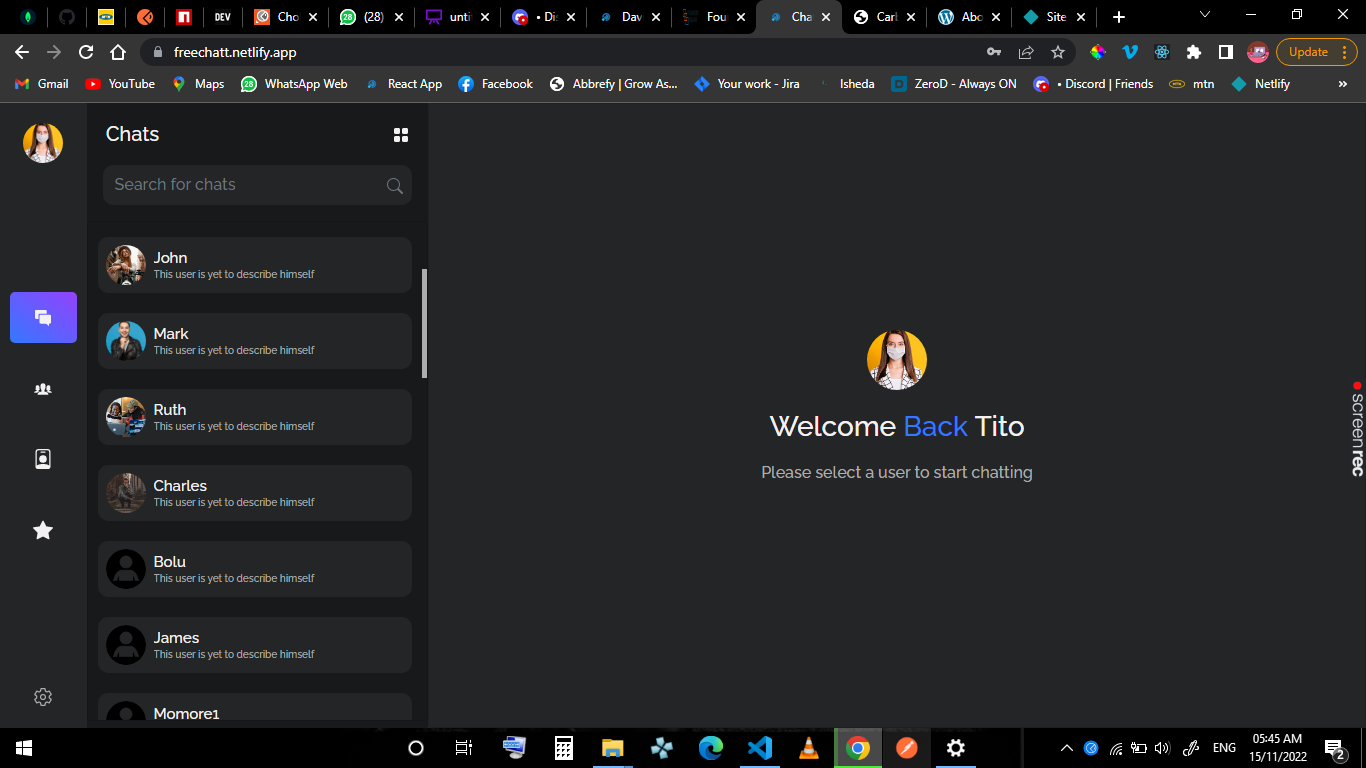 DEV
Cho
(28)
unti
• Dis
Dav
Fou
Cha
Carl
Abo
Site
freechatt.netlify.app
Update
Gmail
YouTube
Maps
28
WhatsApp Web
React App
Facebook
Abbrefy | Grow As...
Your work - Jira
Isheda
ZeroD - Always ON
• Discord | Friends
mtn
Netlify
»
Chats
Search for chats
John
This user is yet to describe himself
Mark
This user is yet to describe himself
Ruth
This user is yet to describe himself
Charles
This user is yet to describe himself
Bolu
This user is yet to describe himself
James
This user is yet to describe himself
Momore1
Welcome Back Tito
Please select a user to start chatting
screenrec
ENG
05:45 AM
15/11/2022
2